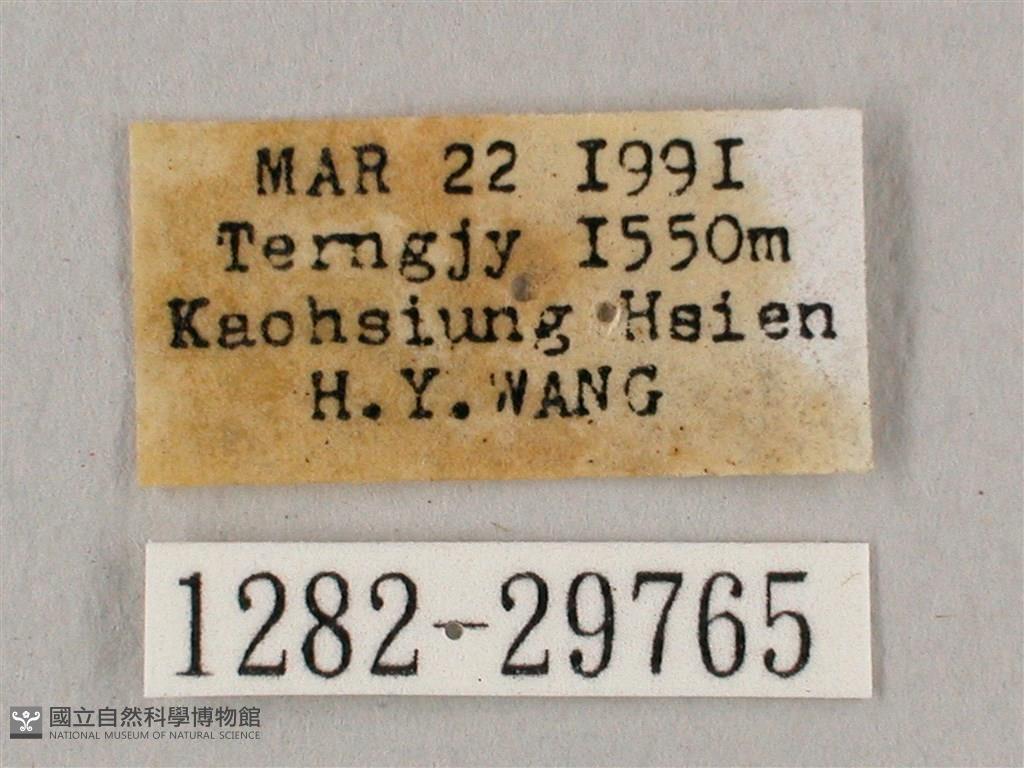 MAR 22 I99I
Terngjy I550m
Kaohsiung Hsien
H.Y.WANG
1282-29765
國立自然科學博物館
NATIONAL MUSEUM OF NATURAL SCIENCE